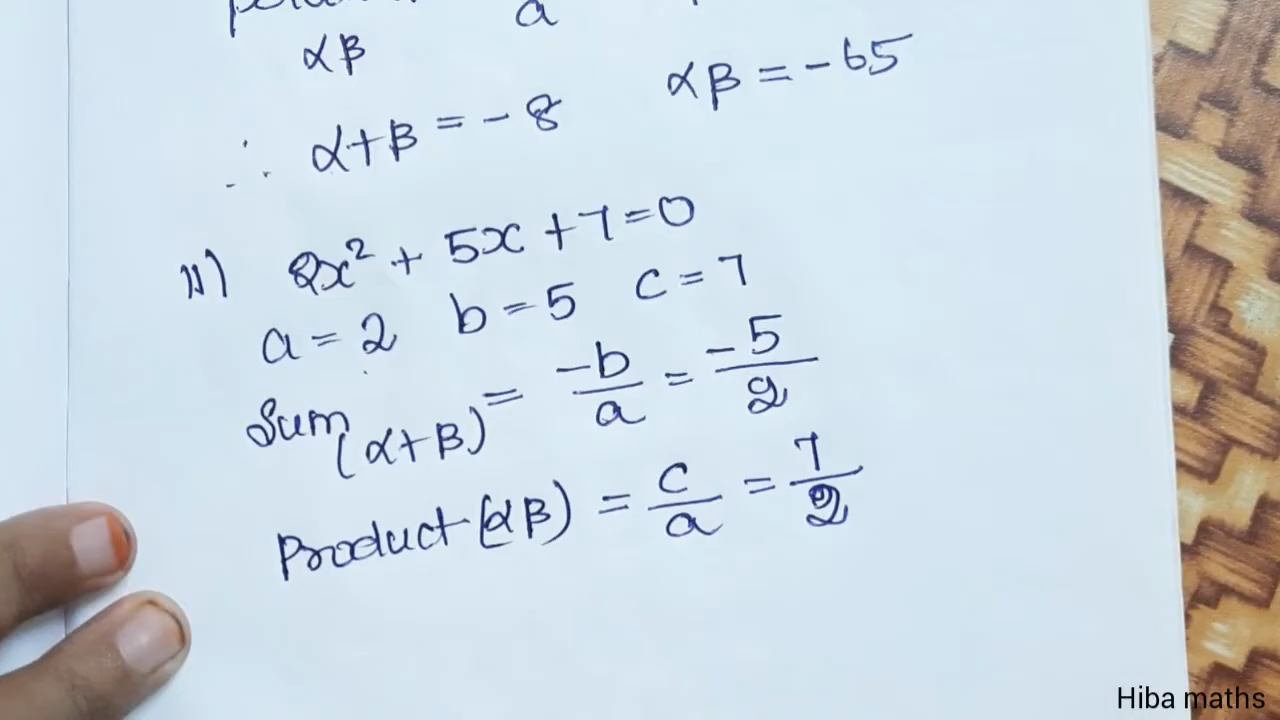 a
αβ
αβ = -65
∴ α+β = -8
ii) 2x² + 5x + 7 = 0
a = 2 b = 5 c = 7
Sum (α+β) = -b/a = -5/2
Product (αβ) = c/a = 7/2
Hiba maths